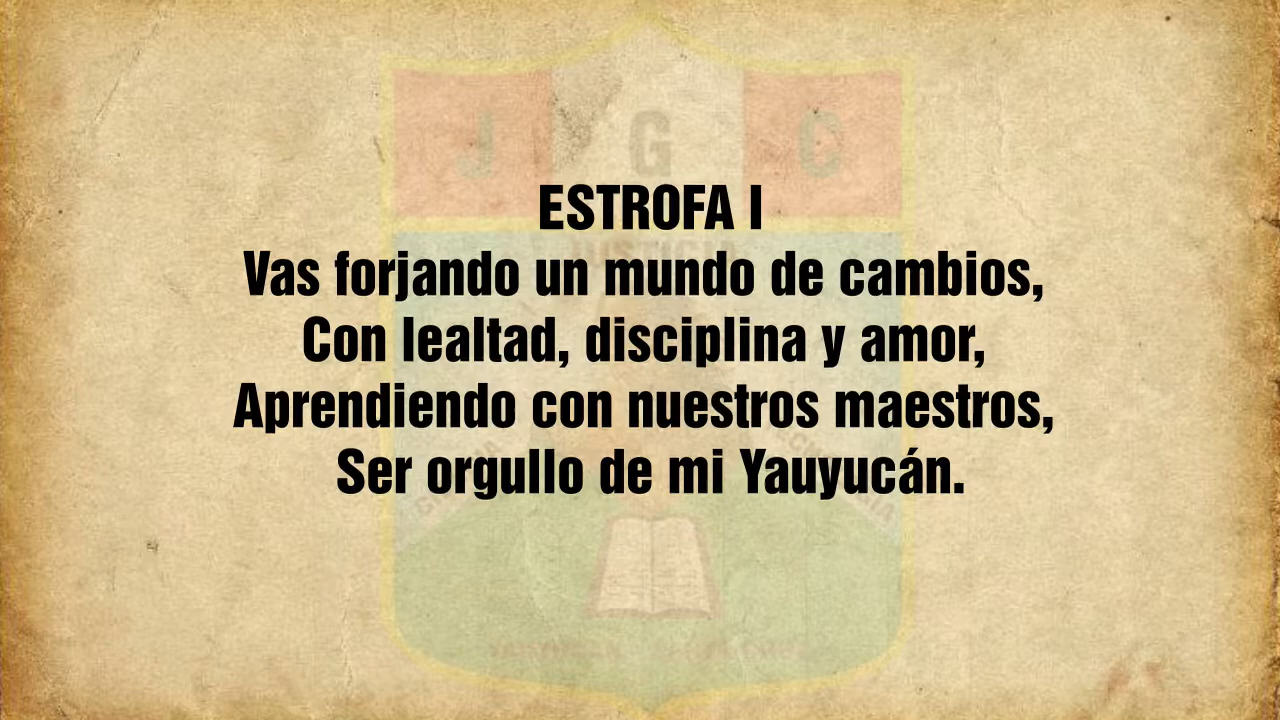 J G C
ESTROFA I
JUSTICIA
Vas forjando un mundo de cambios,
Con lealtad, disciplina y amor,
Aprendiendo con nuestros maestros,
Ser orgullo de mi Yauyucán.